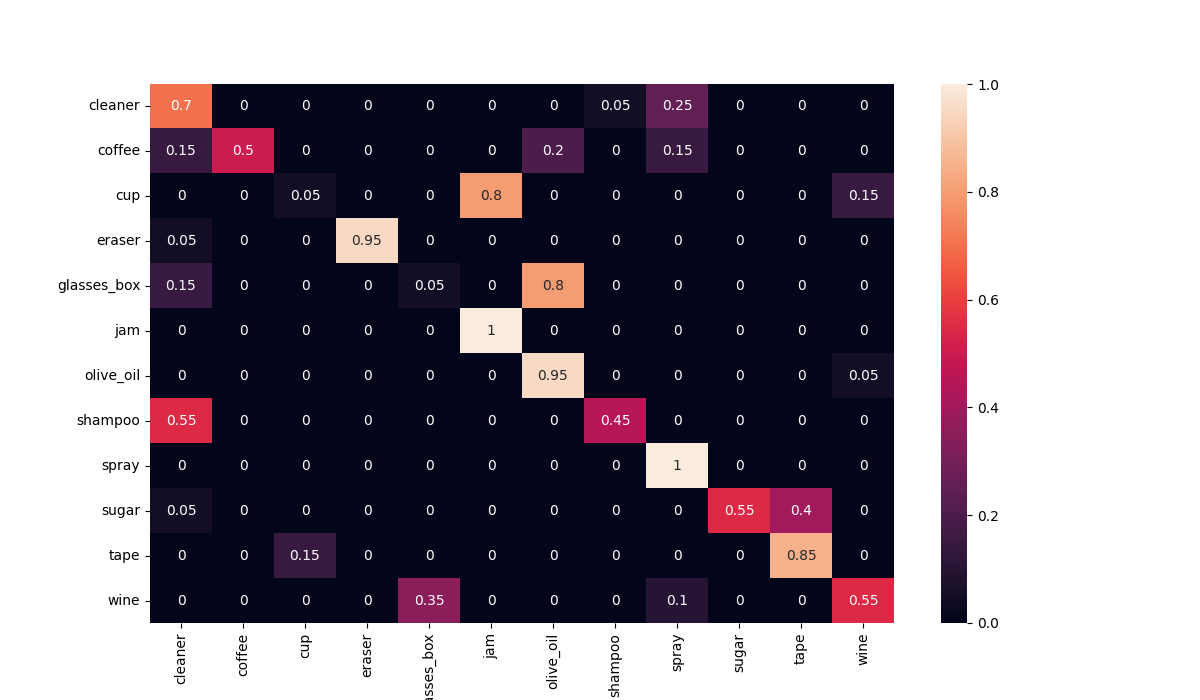 cleaner 0.7 0 0 0 0 0 0 0.05 0.25 0 0 0
coffee 0.15 0.5 0 0 0 0 0.2 0 0.15 0 0 0
cup 0 0 0.05 0 0 0.8 0 0 0 0 0 0.15
eraser 0.05 0 0 0.95 0 0 0 0 0 0 0 0
glasses_box 0.15 0 0 0 0.05 0 0.8 0 0 0 0 0
jam 0 0 0 0 0 1 0 0 0 0 0 0
olive_oil 0 0 0 0 0 0 0.95 0 0 0 0 0.05
shampoo 0.55 0 0 0 0 0 0 0.45 0 0 0 0
spray 0 0 0 0 0 0 0 0 1 0 0 0
sugar 0.05 0 0 0 0 0 0 0 0 0.55 0.4 0
tape 0 0 0.15 0 0 0 0 0 0 0 0.85 0
wine 0 0 0 0 0.35 0 0 0 0.1 0 0 0.55
cleaner coffee cup eraser asses_box jam olive_oil shampoo spray sugar tape wine
1.0
0.8
0.6
0.4
0.2
0.0